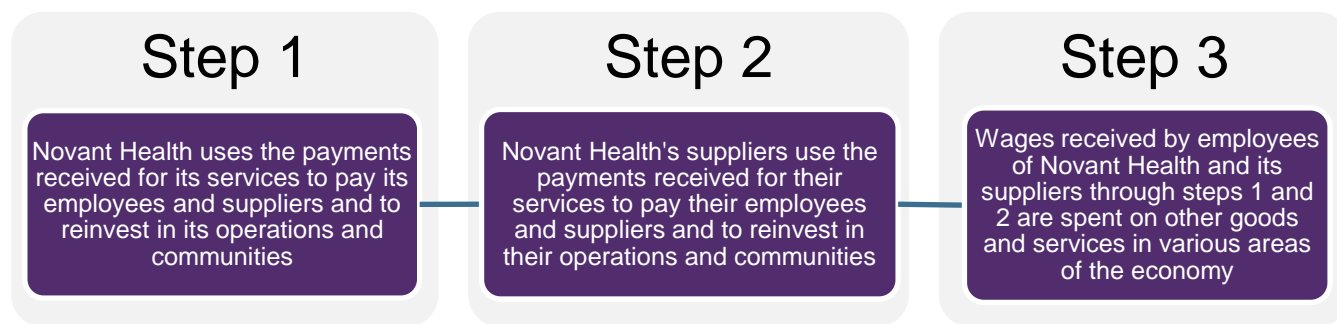 Step 1
Novant Health uses the payments
received for its services to pay its
employees and suppliers and to
reinvest in its operations and
communities
Step 2
Novant Health's suppliers use the
payments received for their
services to pay their employees
and suppliers and to reinvest in
their operations and communities
Step 3
Wages received by employees
of Novant Health and its
suppliers through steps 1 and
2 are spent on other goods
and services in various areas
of the economy